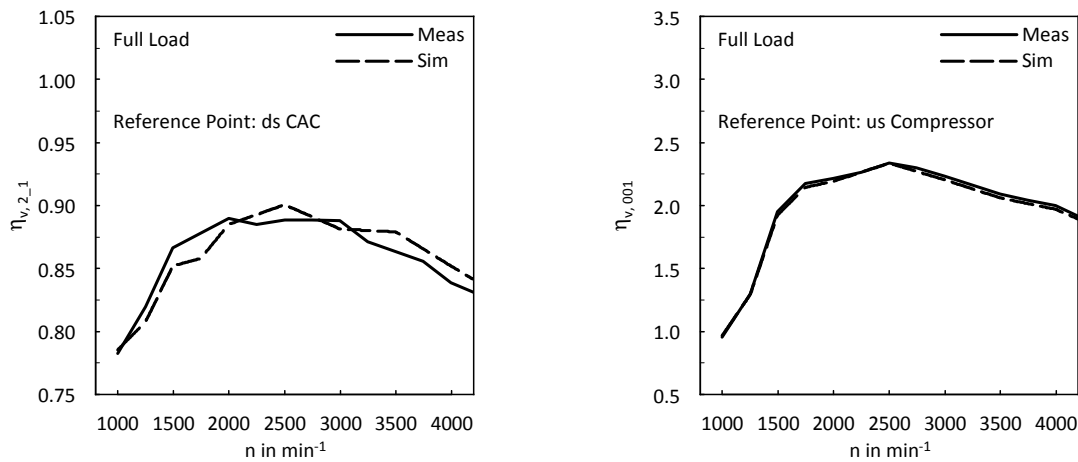 1.05
1.00
0.95
0.90
0.85
0.80
0.75
η_v,2_1
Full Load
Meas
Sim
Reference Point: ds CAC
1000 1500 2000 2500 3000 3500 4000
n in min⁻¹
3.5
3.0
2.5
2.0
1.5
1.0
0.5
η_v,001
Full Load
Meas
Sim
Reference Point: us Compressor
1000 1500 2000 2500 3000 3500 4000
n in min⁻¹